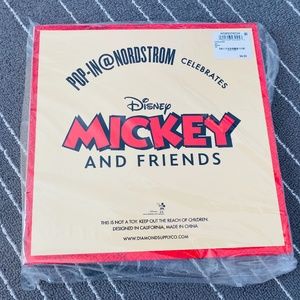 POP-IN@NORDSTROM
CELEBRATES
Disney
MICKEY
AND FRIENDS
THIS IS NOT A TOY. KEEP OUT THE REACH OF CHILDREN.
DESIGNED IN CALIFORNIA, MADE IN CHINA
WWW.DIAMONDSUPPLYCO.COM
NORDSTROM